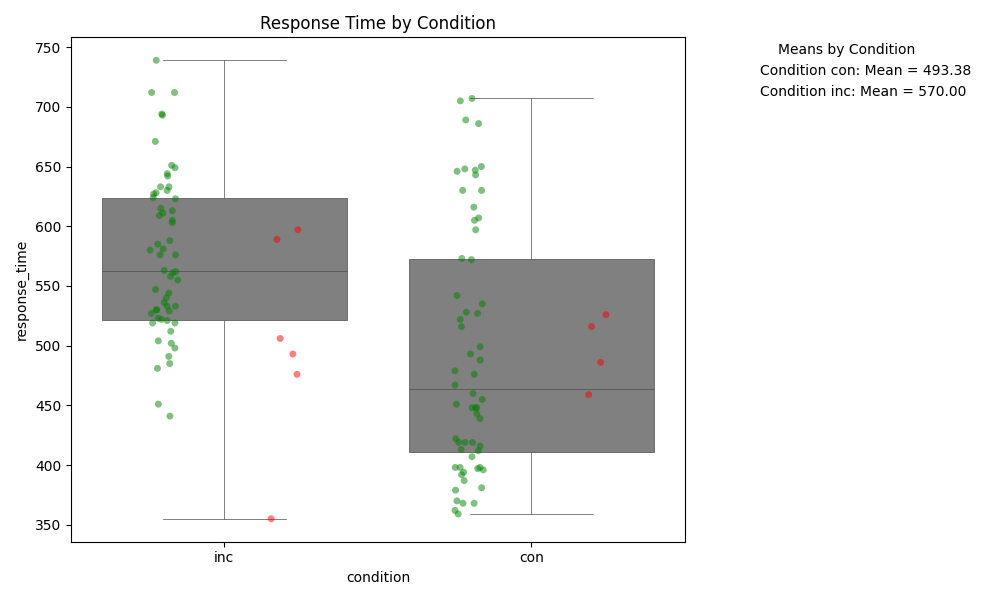 Response Time by Condition
Means by Condition
Condition con: Mean = 493.38
Condition inc: Mean = 570.00
750
700
650
600
550
500
450
400
350
response_time
inc
con
condition